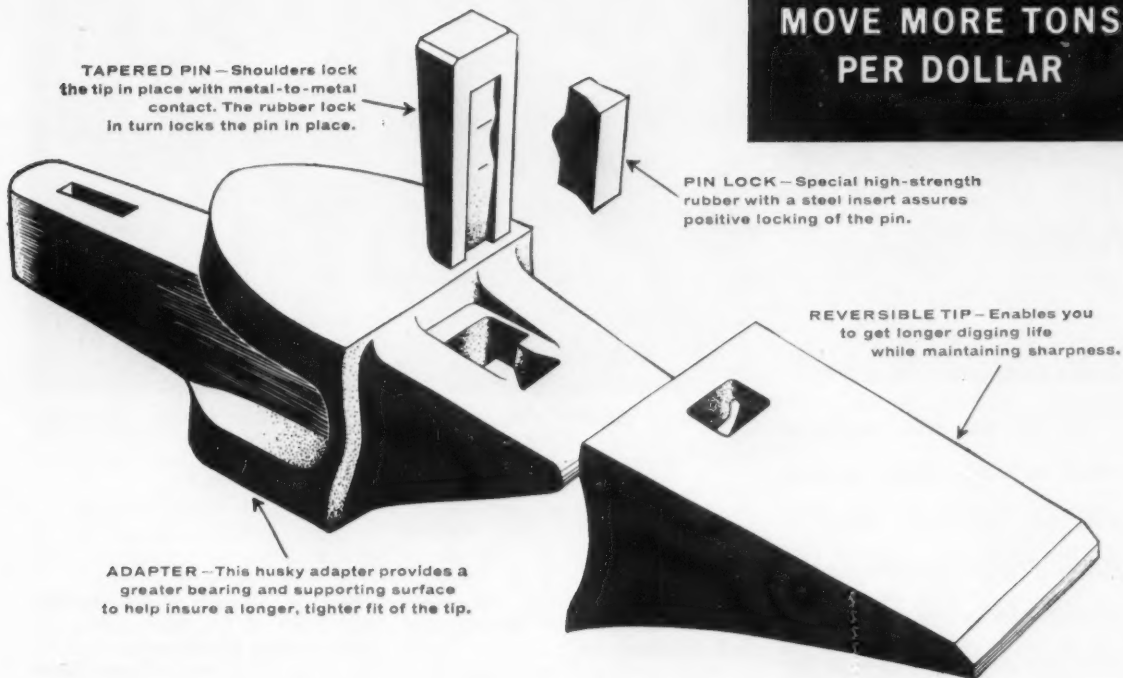 MOVE MORE TONS
PER DOLLAR
TAPERED PIN—Shoulders lock
the tip in place with metal-to-metal
contact. The rubber lock
in turn locks the pin in place.
PIN LOCK—Special high-strength
rubber with a steel insert assures
positive locking of the pin.
REVERSIBLE TIP—Enables you
to get longer digging life
while maintaining sharpness.
ADAPTER—This husky adapter provides a
greater bearing and supporting surface
to help insure a longer, tighter fit of the tip.